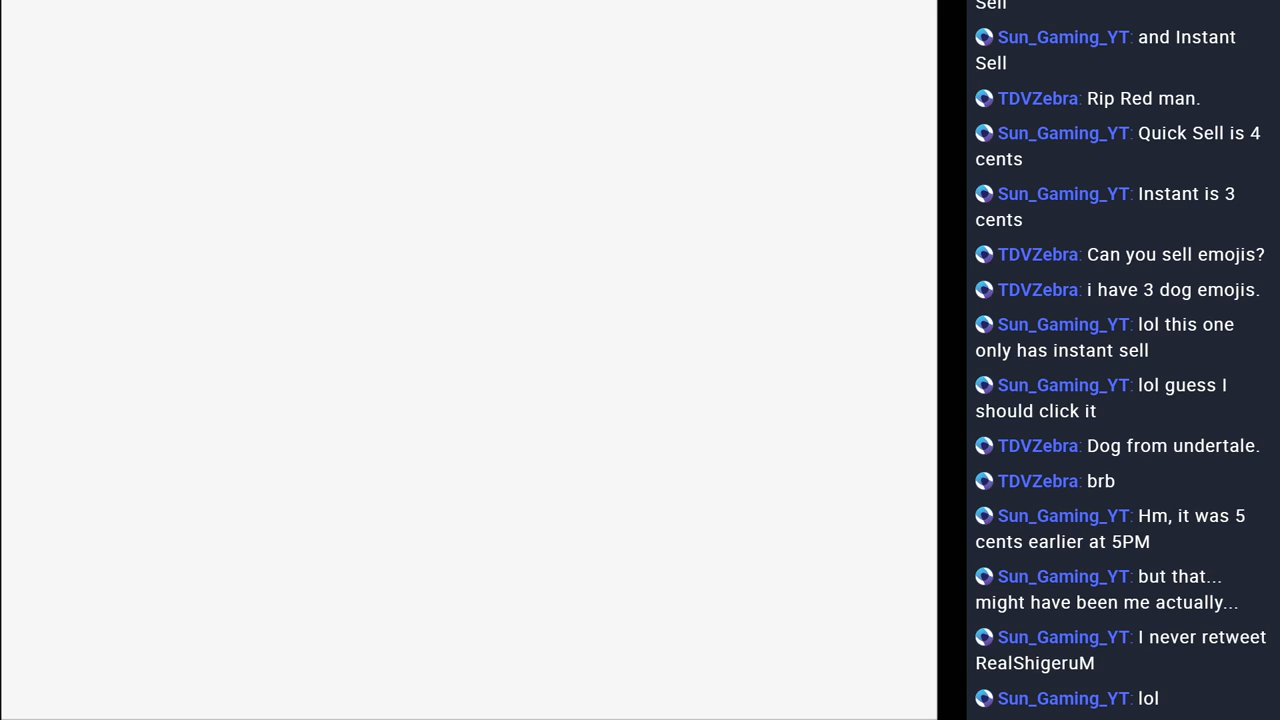 Sell
Sun_Gaming_YT: and Instant
Sell
TDVZebra: Rip Red man.
Sun_Gaming_YT: Quick Sell is 4
cents
Sun_Gaming_YT: Instant is 3
cents
TDVZebra: Can you sell emojis?
TDVZebra: i have 3 dog emojis.
Sun_Gaming_YT: lol this one
only has instant sell
Sun_Gaming_YT: lol guess I
should click it
TDVZebra: Dog from undertale.
TDVZebra: brb
Sun_Gaming_YT: Hm, it was 5
cents earlier at 5PM
Sun_Gaming_YT: but that...
might have been me actually...
Sun_Gaming_YT: I never retweet
RealShigeruM
Sun_Gaming_YT: lol